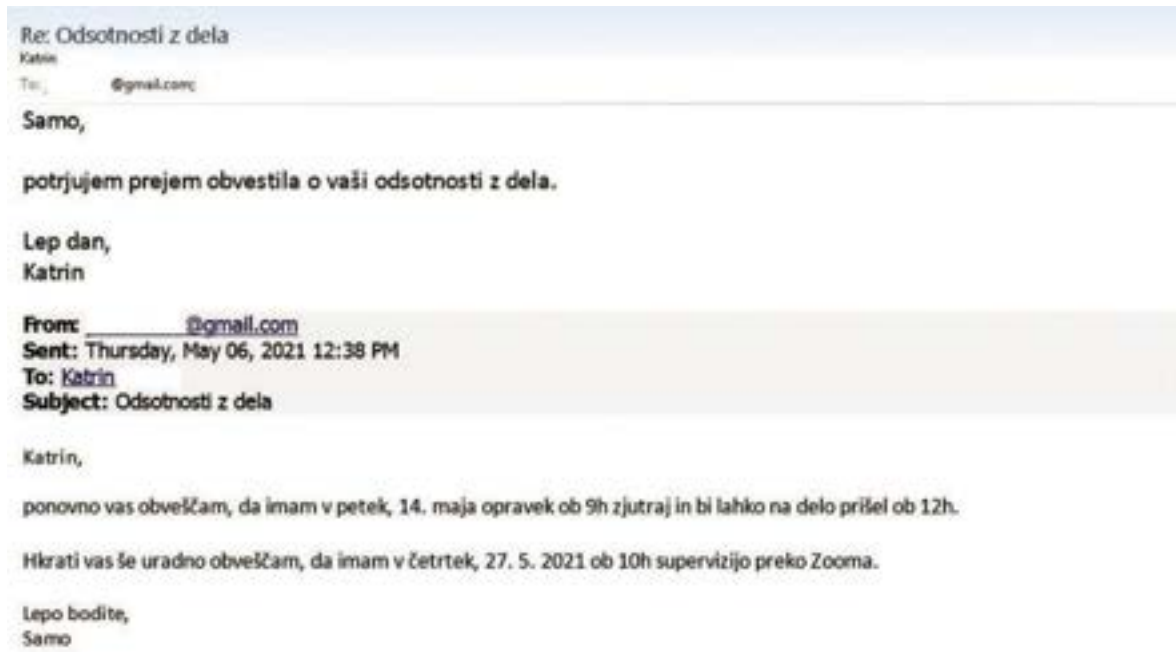 Re: Odsotnosti z dela
Katrin
To: @gmail.com;
Samo,
potrjujem prejem obvestila o vaši odsotnosti z dela.
Lep dan,
Katrin
From: @gmail.com
Sent: Thursday, May 06, 2021 12:38 PM
To: Katrin
Subject: Odsotnosti z dela
Katrin,
ponovno vas obveščam, da imam v petek, 14. maja opravek ob 9h zjutraj in bi lahko na delo prišel ob 12h.
Hkrati vas še uradno obveščam, da imam v četrtek, 27. 5. 2021 ob 10h supervizijo preko Zooma.
Lepo bodite,
Samo